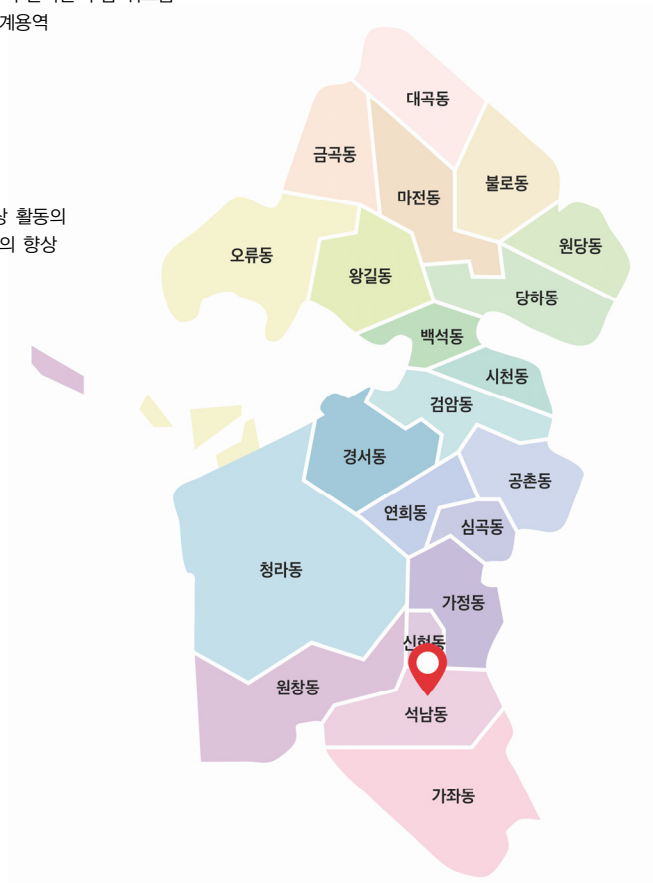 계용역
상 활동의
의 향상
대곡동
금곡동
마전동
불로동
원당동
오류동
왕길동
당하동
백석동
시천동
검암동
경서동
공촌동
연희동
심곡동
청라동
가정동
신현동
원창동
석남동
가좌동